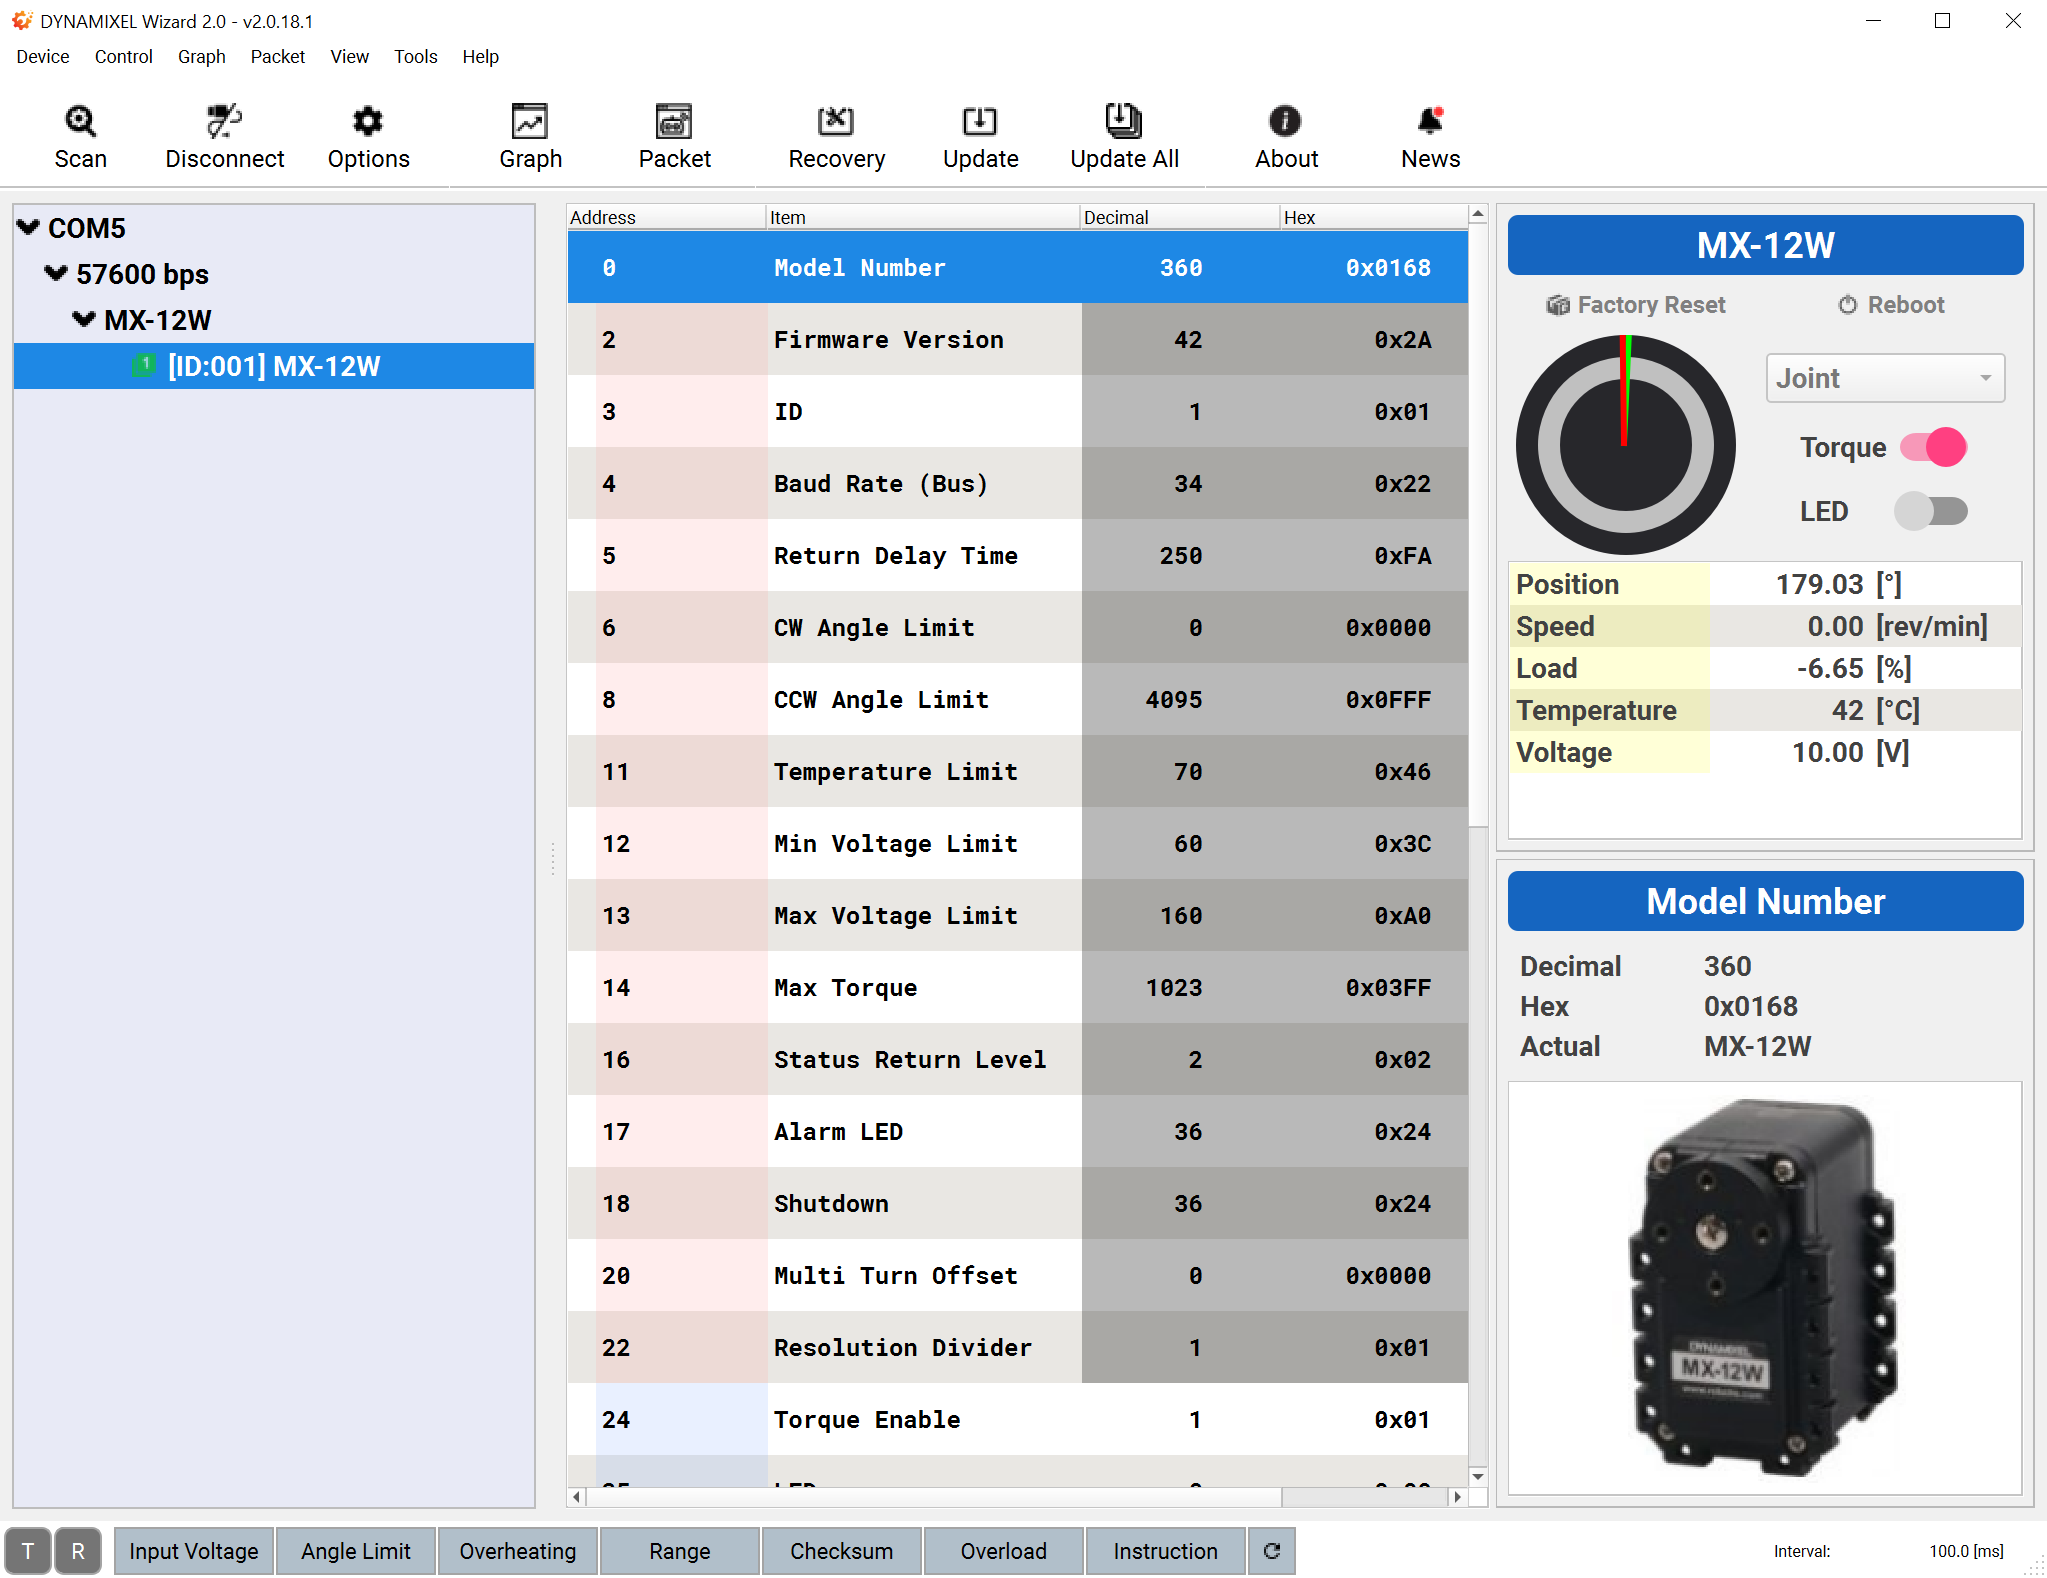 DYNAMIXEL Wizard 2.0 - v2.0.18.1
Device Control Graph Packet View Tools Help
Scan Disconnect Options Graph Packet Recovery Update Update All About News
COM5
57600 bps
MX-12W
1 [ID:001] MX-12W
Address Item Decimal Hex
0 Model Number 360 0x0168
2 Firmware Version 42 0x2A
3 ID 1 0x01
4 Baud Rate (Bus) 34 0x22
5 Return Delay Time 250 0xFA
6 CW Angle Limit 0 0x0000
8 CCW Angle Limit 4095 0x0FFF
11 Temperature Limit 70 0x46
12 Min Voltage Limit 60 0x3C
13 Max Voltage Limit 160 0xA0
14 Max Torque 1023 0x03FF
16 Status Return Level 2 0x02
17 Alarm LED 36 0x24
18 Shutdown 36 0x24
20 Multi Turn Offset 0 0x0000
22 Resolution Divider 1 0x01
24 Torque Enable 1 0x01
MX-12W
Factory Reset Reboot
Joint
Torque
LED
Position 179.03 [°]
Speed 0.00 [rev/min]
Load -6.65 [%]
Temperature 42 [°C]
Voltage 10.00 [V]
Model Number
Decimal 360
Hex 0x0168
Actual MX-12W
DYNAMIXEL
MX-12W
T R Input Voltage Angle Limit Overheating Range Checksum Overload Instruction Interval: 100.0 [ms]